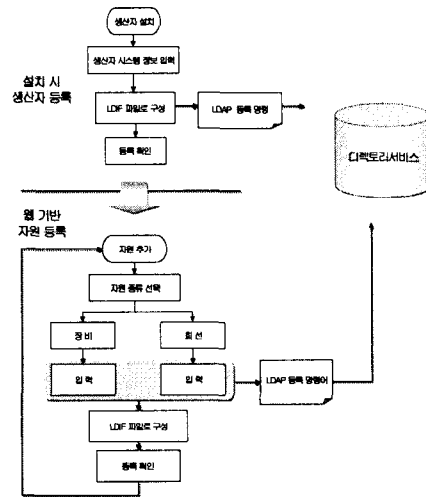 생산자 설치
생산자 시스템 정보 입력
설치 시
생산자 등록
LDIF 파일로 구성
LDAP 등록 명령
등록 확인
디렉토리서비스
웹 기반
자원 등록
자원 추가
자원 종류 선택
장 비
회 선
입 력
입 력
LDAP 등록 명령어
LDIF 파일로 구성
등록 확인